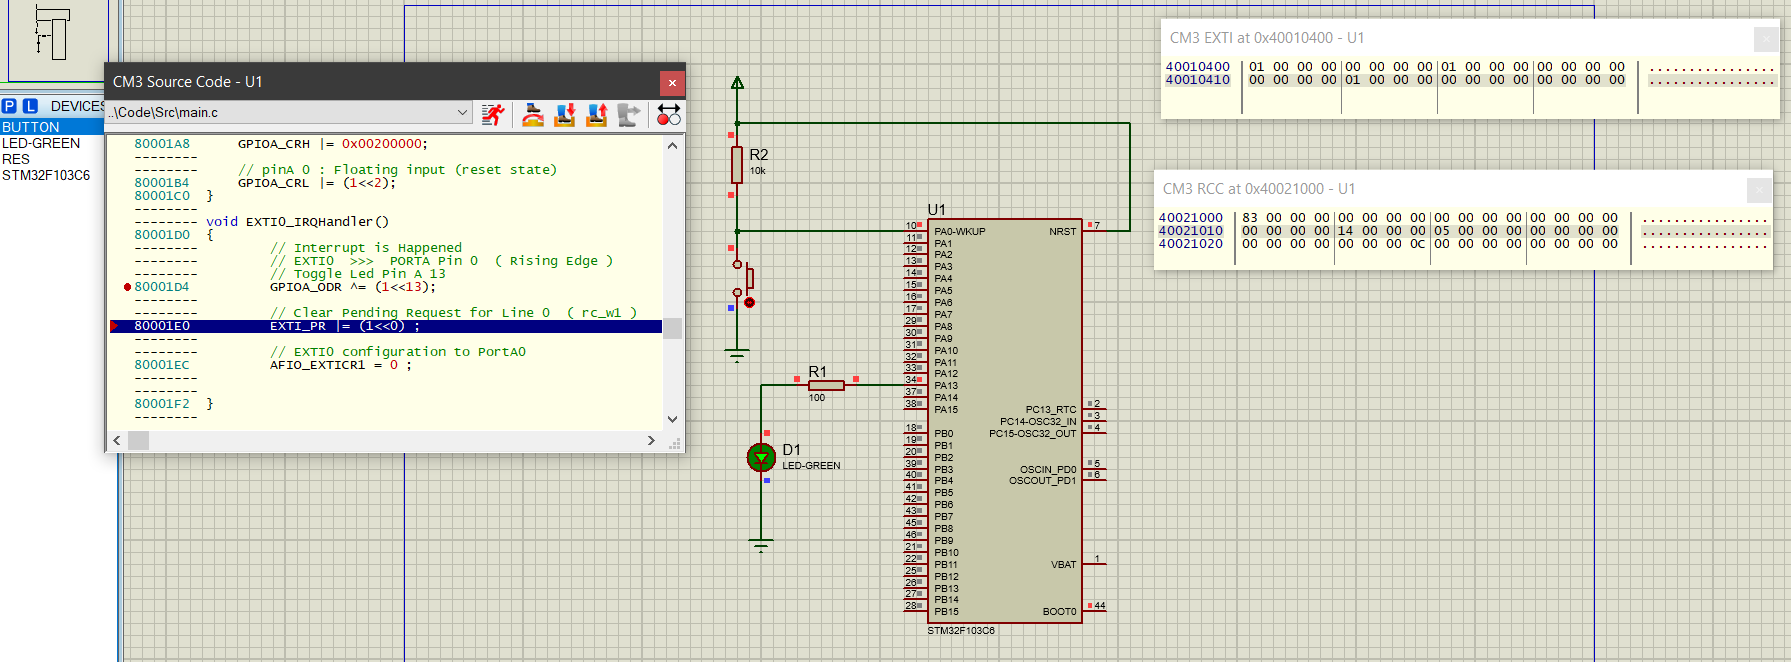 P L DEVICES
BUTTON
LED-GREEN
RES
STM32F103C6
CM3 Source Code - U1
..\Code\Src\main.c
80001A8 GPIOA_CRH |= 0x00200000;
--------
-------- // pinA 0 : Floating input (reset state)
80001B4 GPIOA_CRL |= (1<<2);
80001C0 }
--------
-------- void EXTI0_IRQHandler()
80001D0 {
-------- // Interrupt is Happened
-------- // EXTI0 >>> PORTA Pin 0 ( Rising Edge )
-------- // Toggle Led Pin A 13
80001D4 GPIOA_ODR ^= (1<<13);
--------
-------- // Clear Pending Request for Line 0 ( rc_w1 )
80001E0 EXTI_PR |= (1<<0) ;
--------
-------- // EXTI0 configuration to PortA0
80001EC AFIO_EXTICR1 = 0 ;
--------
--------
80001F2 }
--------
R2
10k
R1
100
D1
LED-GREEN
U1
10 PA0-WKUP NRST 7
11 PA1
12 PA2
13 PA3
14 PA4
15 PA5
16 PA6
17 PA7
29 PA8
30 PA9
31 PA10
32 PA11
33 PA12
34 PA13
37 PA14
38 PA15 PC13_RTC 2
PC14-OSC32_IN 3
18 PB0 PC15-OSC32_OUT 4
19 PB1
20 PB2
39 PB3 OSCIN_PD0 5
40 PB4 OSCOUT_PD1 6
41 PB5
42 PB6
43 PB7
45 PB8
46 PB9
21 PB10
22 PB11 VBAT 1
25 PB12
26 PB13
27 PB14
28 PB15 BOOT0 44
STM32F103C6
CM3 EXTI at 0x40010400 - U1
40010400 01 00 00 00 00 00 00 00 01 00 00 00 00 00 00 00 ................
40010410 00 00 00 00 01 00 00 00 00 00 00 00 00 00 00 00 ................
CM3 RCC at 0x40021000 - U1
40021000 83 00 00 00 00 00 00 00 00 00 00 00 00 00 00 00 ................
40021010 00 00 00 00 14 00 00 00 05 00 00 00 00 00 00 00 ................
40021020 00 00 00 00 00 00 00 0C 00 00 00 00 00 00 00 00 ................